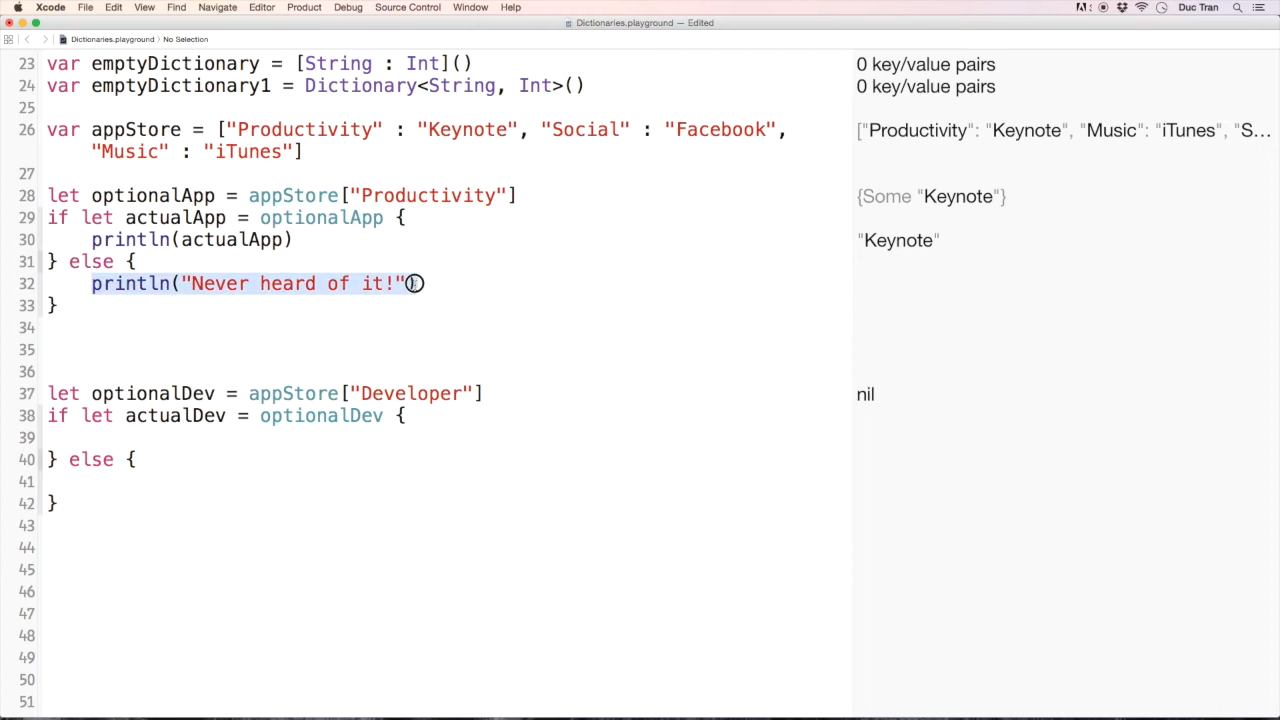 Xcode File Edit View Find Navigate Editor Product Debug Source Control Window Help Duc Tran
Dictionaries.playground — Edited
Dictionaries.playground 〉 No Selection
23 var emptyDictionary = [String : Int]() 0 key/value pairs
24 var emptyDictionary1 = Dictionary<String, Int>() 0 key/value pairs
25
26 var appStore = ["Productivity" : "Keynote", "Social" : "Facebook", ["Productivity": "Keynote", "Music": "iTunes", "S...
"Music" : "iTunes"]
27
28 let optionalApp = appStore["Productivity"] {Some "Keynote"}
29 if let actualApp = optionalApp {
30 println(actualApp) "Keynote"
31 } else {
32 println("Never heard of it!")
33 }
34
35
36
37 let optionalDev = appStore["Developer"] nil
38 if let actualDev = optionalDev {
39
40 } else {
41
42 }
43
44
45
46
47
48
49
50
51